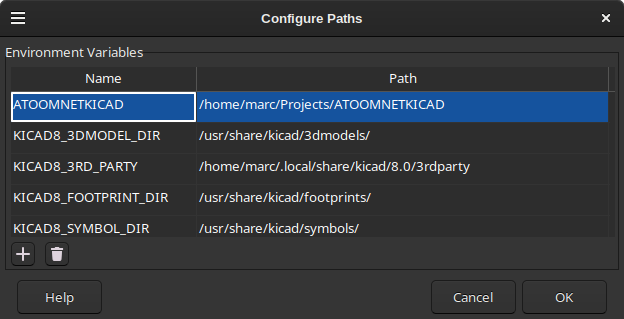 Configure Paths
Environment Variables
Name Path
ATOOMNETKICAD /home/marc/Projects/ATOOMNETKICAD
KICAD8_3DMODEL_DIR /usr/share/kicad/3dmodels/
KICAD8_3RD_PARTY /home/marc/.local/share/kicad/8.0/3rdparty
KICAD8_FOOTPRINT_DIR /usr/share/kicad/footprints/
KICAD8_SYMBOL_DIR /usr/share/kicad/symbols/
Help Cancel OK